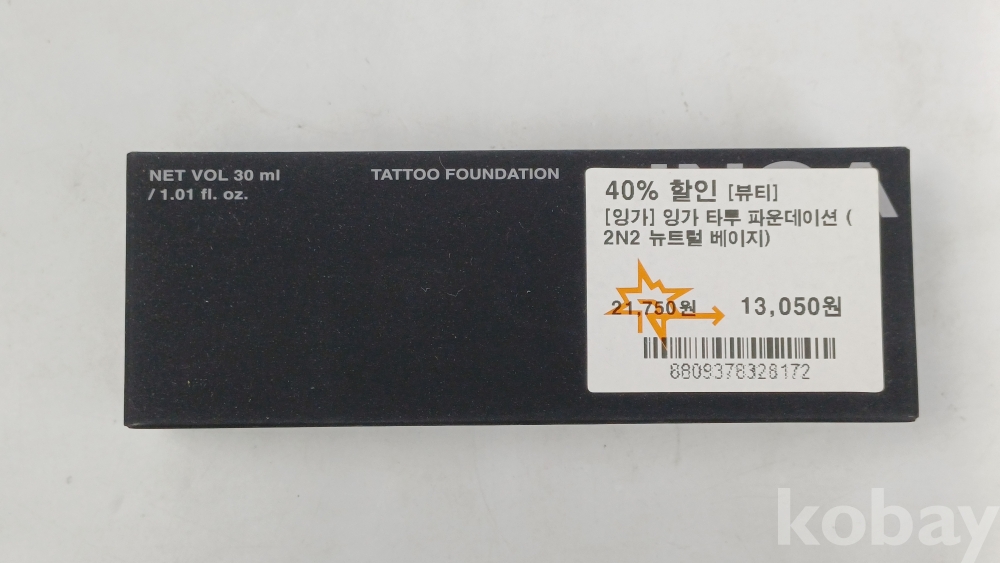 NET VOL 30 ml
/ 1.01 fl. oz.
TATTOO FOUNDATION
40% 할인 [뷰티]
[잉가] 잉가 타투 파운데이션 (
2N2 뉴트럴 베이지)
21,750원
13,050원
8809378328172
kobay